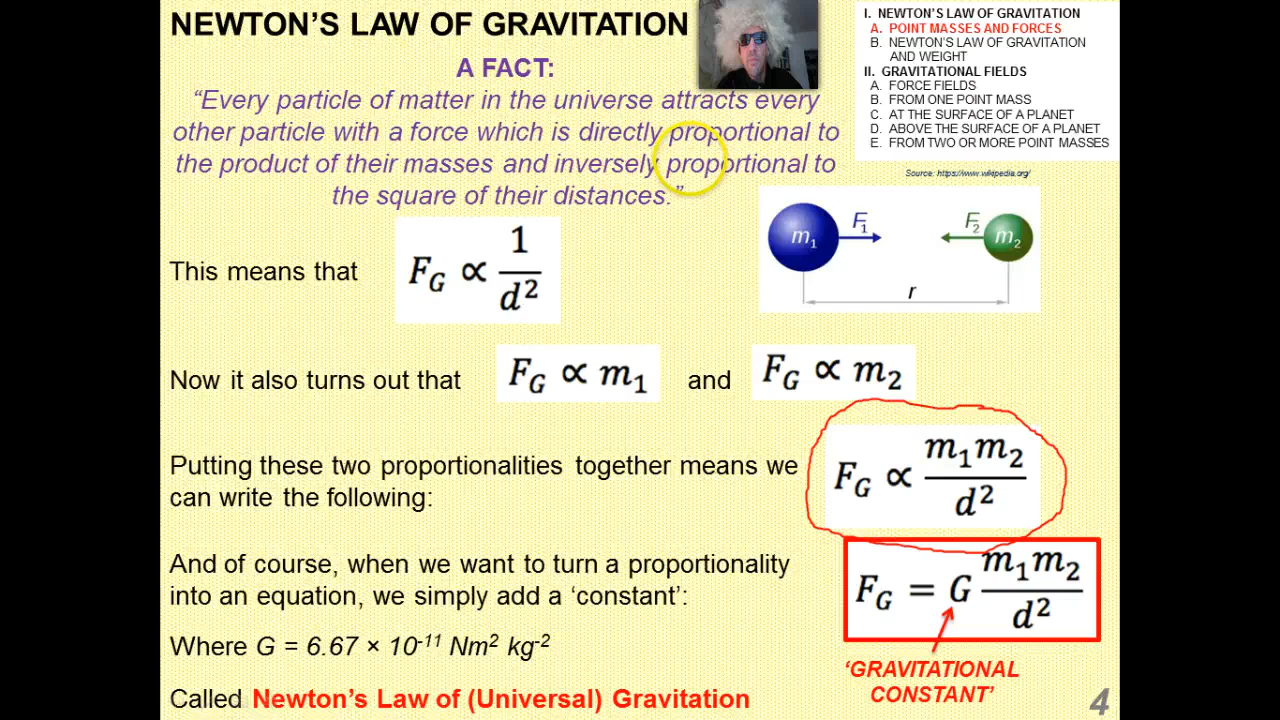 NEWTON'S LAW OF GRAVITATION
A FACT:
“Every particle of matter in the universe attracts every
other particle with a force which is directly proportional to
the product of their masses and inversely proportional to
the square of their distances.”
I. NEWTON'S LAW OF GRAVITATION
A. POINT MASSES AND FORCES
B. NEWTON'S LAW OF GRAVITATION
AND WEIGHT
II. GRAVITATIONAL FIELDS
A. FORCE FIELDS
B. FROM ONE POINT MASS
C. AT THE SURFACE OF A PLANET
D. ABOVE THE SURFACE OF A PLANET
E. FROM TWO OR MORE POINT MASSES
Source: https://www.wikipedia.org/
m₁ F₁ F₂ m₂
r
This means that F_G ∝ 1/d²
Now it also turns out that F_G ∝ m₁ and F_G ∝ m₂
Putting these two proportionalities together means we
can write the following:
F_G ∝ m₁m₂/d²
And of course, when we want to turn a proportionality
into an equation, we simply add a ‘constant’:
F_G = G m₁m₂/d²
Where G = 6.67 × 10⁻¹¹ Nm² kg⁻²
‘GRAVITATIONAL
CONSTANT’
Called Newton's Law of (Universal) Gravitation
4